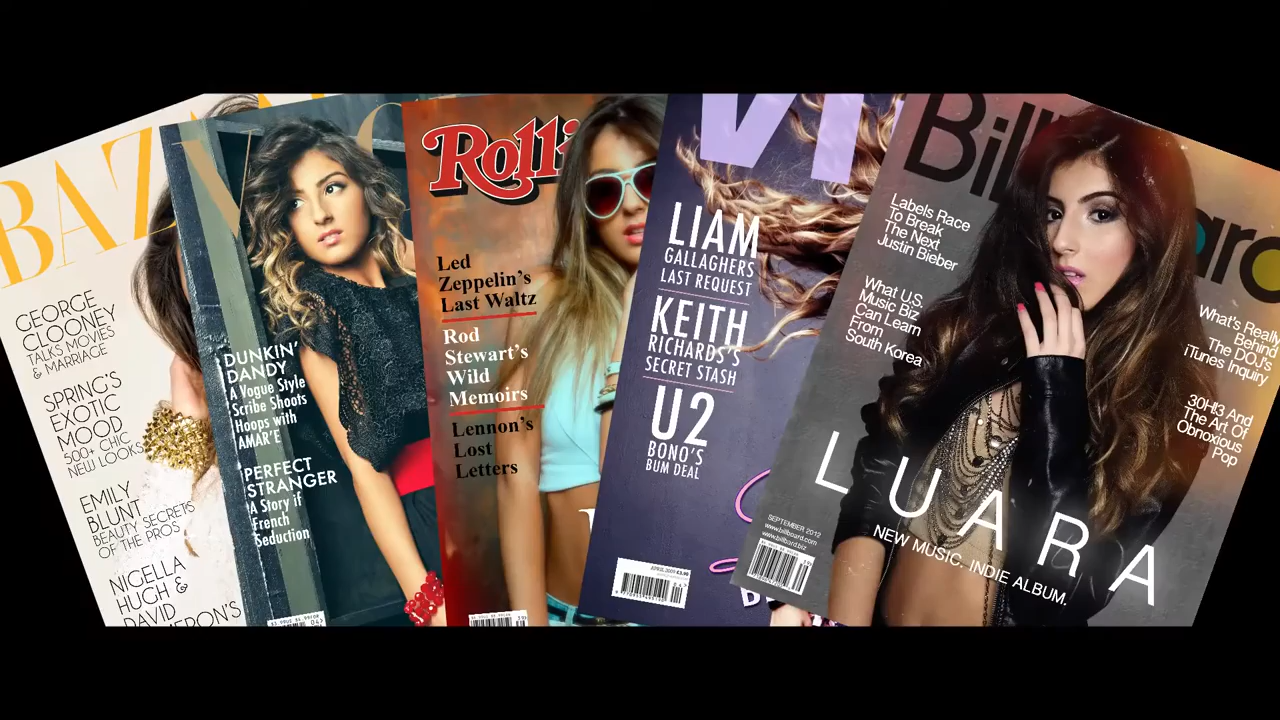 BAZA
GEORGE
CLOONEY
TALKS MOVIES
& MARRIAGE
SPRING'S
EXOTIC
MOOD
500+ CHIC
NEW LOOKS
EMILY
BLUNT
BEAUTY SECRETS
OF THE PROS
NIGELLA
HUGH &
DAVID
CAMERON'S
DUNKIN'
DANDY
A Vogue Style
Scribe Shoots
Hoops with
AMAR'E
PERFECT
STRANGER
A Story if
French
Seduction
Rolli
Led
Zeppelin's
Last Waltz
Rod
Stewart's
Wild
Memoirs
Lennon's
Lost
Letters
LIAM
GALLAGHERS
LAST REQUEST
KEITH
RICHARDS'S
SECRET STASH
U2
BONO'S
BUM DEAL
Billboard
Labels Race
To Break
The Next
Justin Bieber
What U.S.
Music Biz
Can Learn
From
South Korea
What's Really
Behind
The DOJ's
iTunes Inquiry
30H!3 And
The Art Of
Obnoxious
Pop
LUARA
NEW MUSIC. INDIE ALBUM.
SEPTEMBER 2012
www.billboard.com
www.billboard.biz